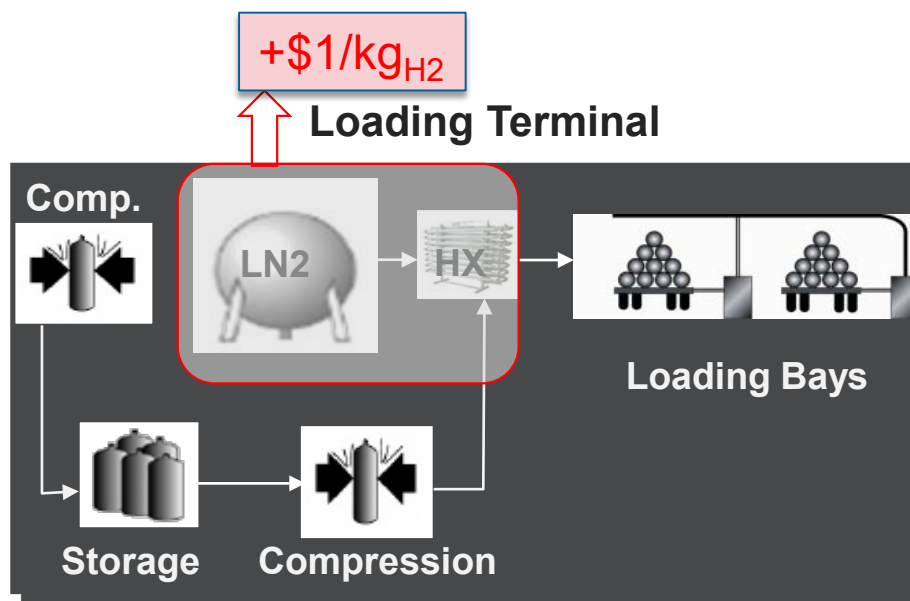 +$1/kgH2
Loading Terminal
Comp.
LN2
HX
Loading Bays
Storage
Compression